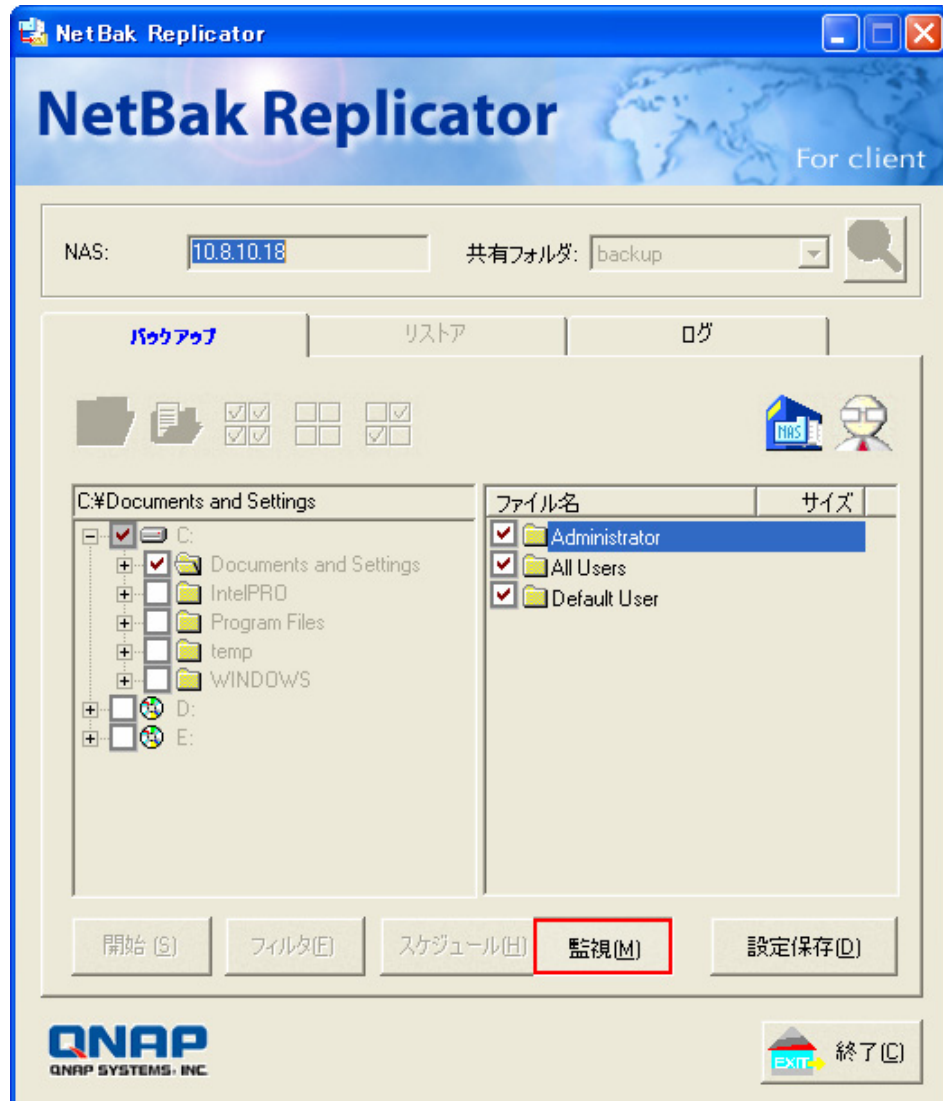 NetBak Replicator
NetBak Replicator
For client
NAS: 10.8.10.18 共有フォルダ: backup
バックアップ リストア ログ
NAS
C:¥Documents and Settings
ファイル名 サイズ
C:
Documents and Settings
IntelPRO
Program Files
temp
WINDOWS
D:
E:
Administrator
All Users
Default User
開始 (S) フィルタ(F) スケジュール(H) 監視(M) 設定保存(D)
QNAP
QNAP SYSTEMS, INC
EXIT 終了(C)